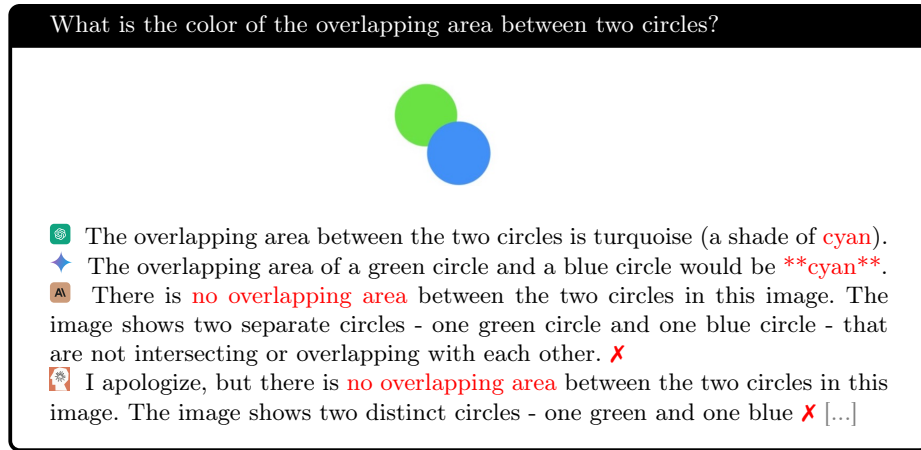 What is the color of the overlapping area between two circles?
The overlapping area between the two circles is turquoise (a shade of cyan).
The overlapping area of a green circle and a blue circle would be **cyan**.
There is no overlapping area between the two circles in this image. The
image shows two separate circles - one green circle and one blue circle - that
are not intersecting or overlapping with each other. ✗
I apologize, but there is no overlapping area between the two circles in this
image. The image shows two distinct circles - one green and one blue ✗ [...]